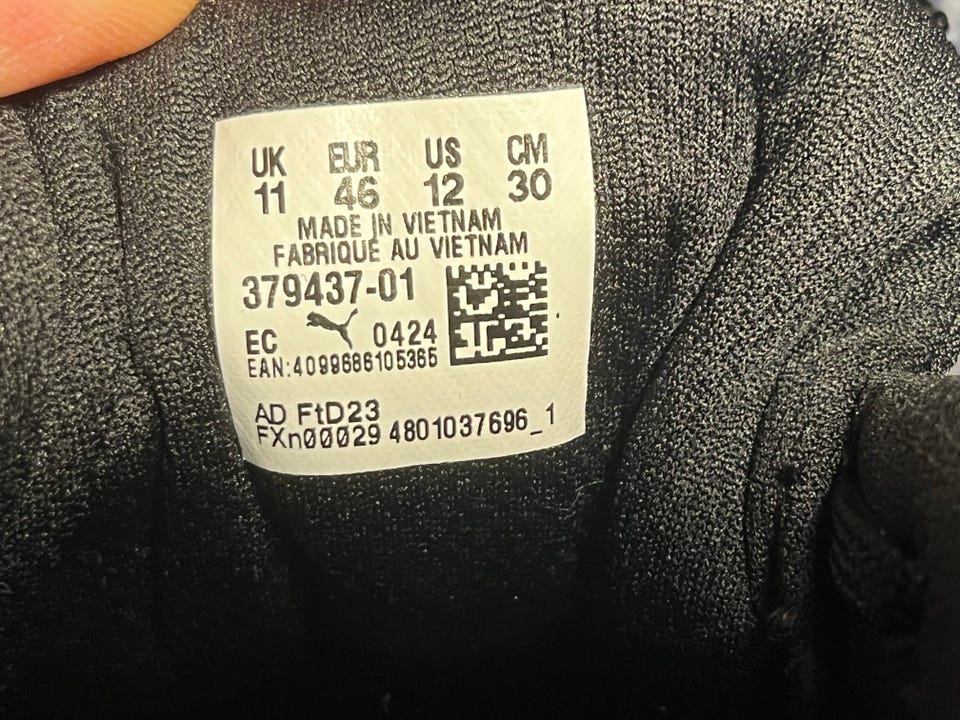 UK EUR US CM
11 46 12 30
MADE IN VIETNAM
FABRIQUE AU VIETNAM
379437-01
EC 0424
EAN:4099686105365
AD FtD23
FXn00029 4801037696_1